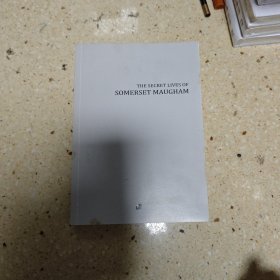 THE SECRET LIVES OF
SOMERSET MAUGHAM